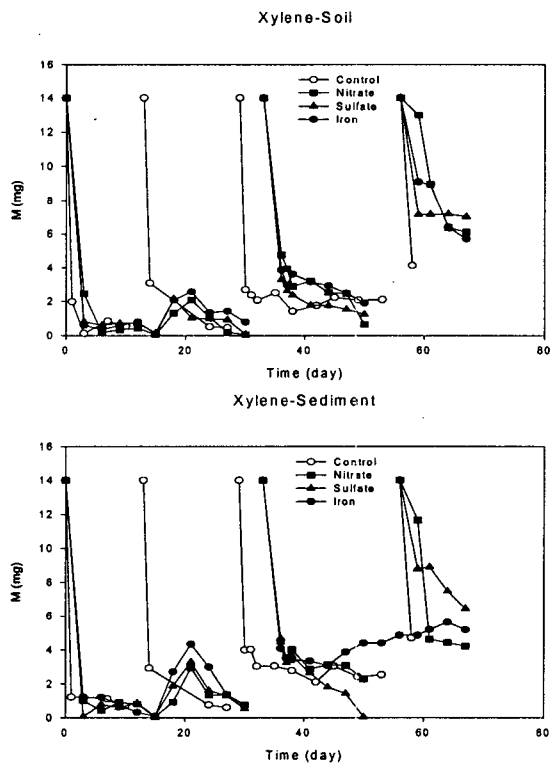 Xylene-Soil
16
14
12
10
8
6
4
2
0
M (mg)
Control
Nitrate
Sulfate
Iron
0
20
40
60
80
Time (day)
Xylene-Sediment
16
14
12
10
8
6
4
2
0
M (mg)
Control
Nitrate
Sulfate
Iron
0
20
40
60
80
Time (day)